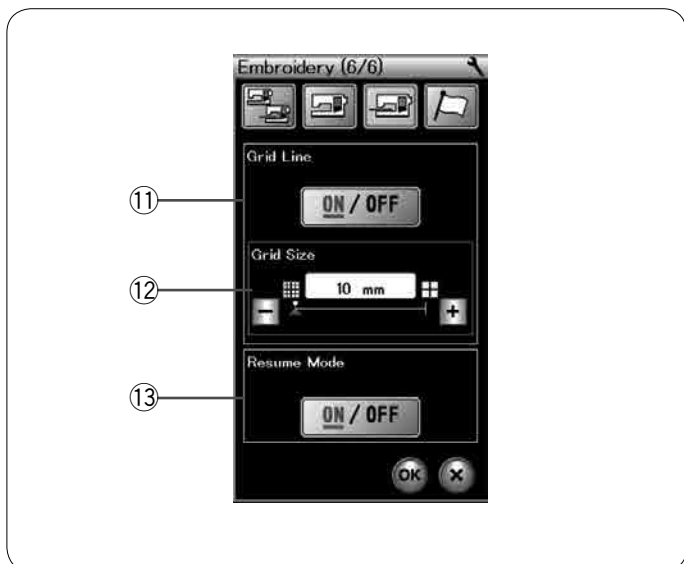 Embroidery (6/6)
Grid Line
⑪
ON / OFF
Grid Size
⑫
10 mm
− +
Resume Mode
⑬
ON / OFF
OK ×